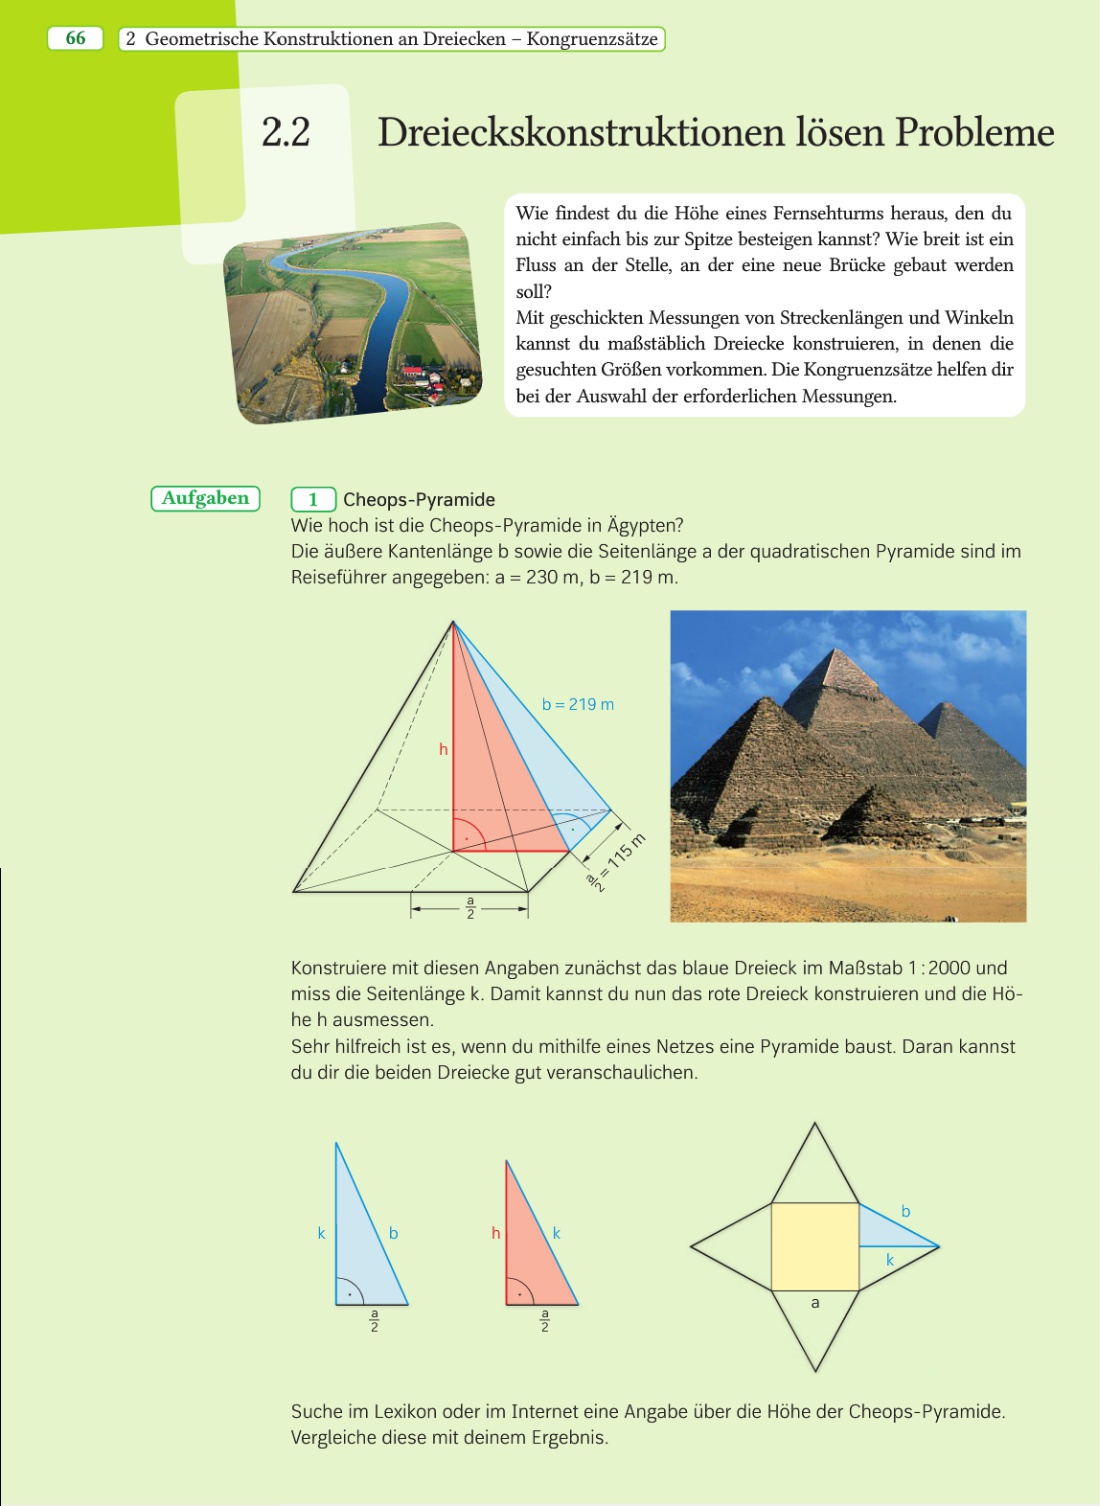 66
2 Geometrische Konstruktionen an Dreiecken – Kongruenzsätze
2.2 Dreieckskonstruktionen lösen Probleme
Wie findest du die Höhe eines Fernsehturms heraus, den du
nicht einfach bis zur Spitze besteigen kannst? Wie breit ist ein
Fluss an der Stelle, an der eine neue Brücke gebaut werden
soll?
Mit geschickten Messungen von Streckenlängen und Winkeln
kannst du maßstäblich Dreiecke konstruieren, in denen die
gesuchten Größen vorkommen. Die Kongruenzsätze helfen dir
bei der Auswahl der erforderlichen Messungen.
Aufgaben
1 Cheops-Pyramide
Wie hoch ist die Cheops-Pyramide in Ägypten?
Die äußere Kantenlänge b sowie die Seitenlänge a der quadratischen Pyramide sind im
Reiseführer angegeben: a = 230 m, b = 219 m.
b = 219 m
h
a/2 = 115 m
a/2
Konstruiere mit diesen Angaben zunächst das blaue Dreieck im Maßstab 1 : 2000 und
miss die Seitenlänge k. Damit kannst du nun das rote Dreieck konstruieren und die Hö-
he h ausmessen.
Sehr hilfreich ist es, wenn du mithilfe eines Netzes eine Pyramide baust. Daran kannst
du dir die beiden Dreiecke gut veranschaulichen.
k
b
a/2
h
k
a/2
b
k
a
Suche im Lexikon oder im Internet eine Angabe über die Höhe der Cheops-Pyramide.
Vergleiche diese mit deinem Ergebnis.